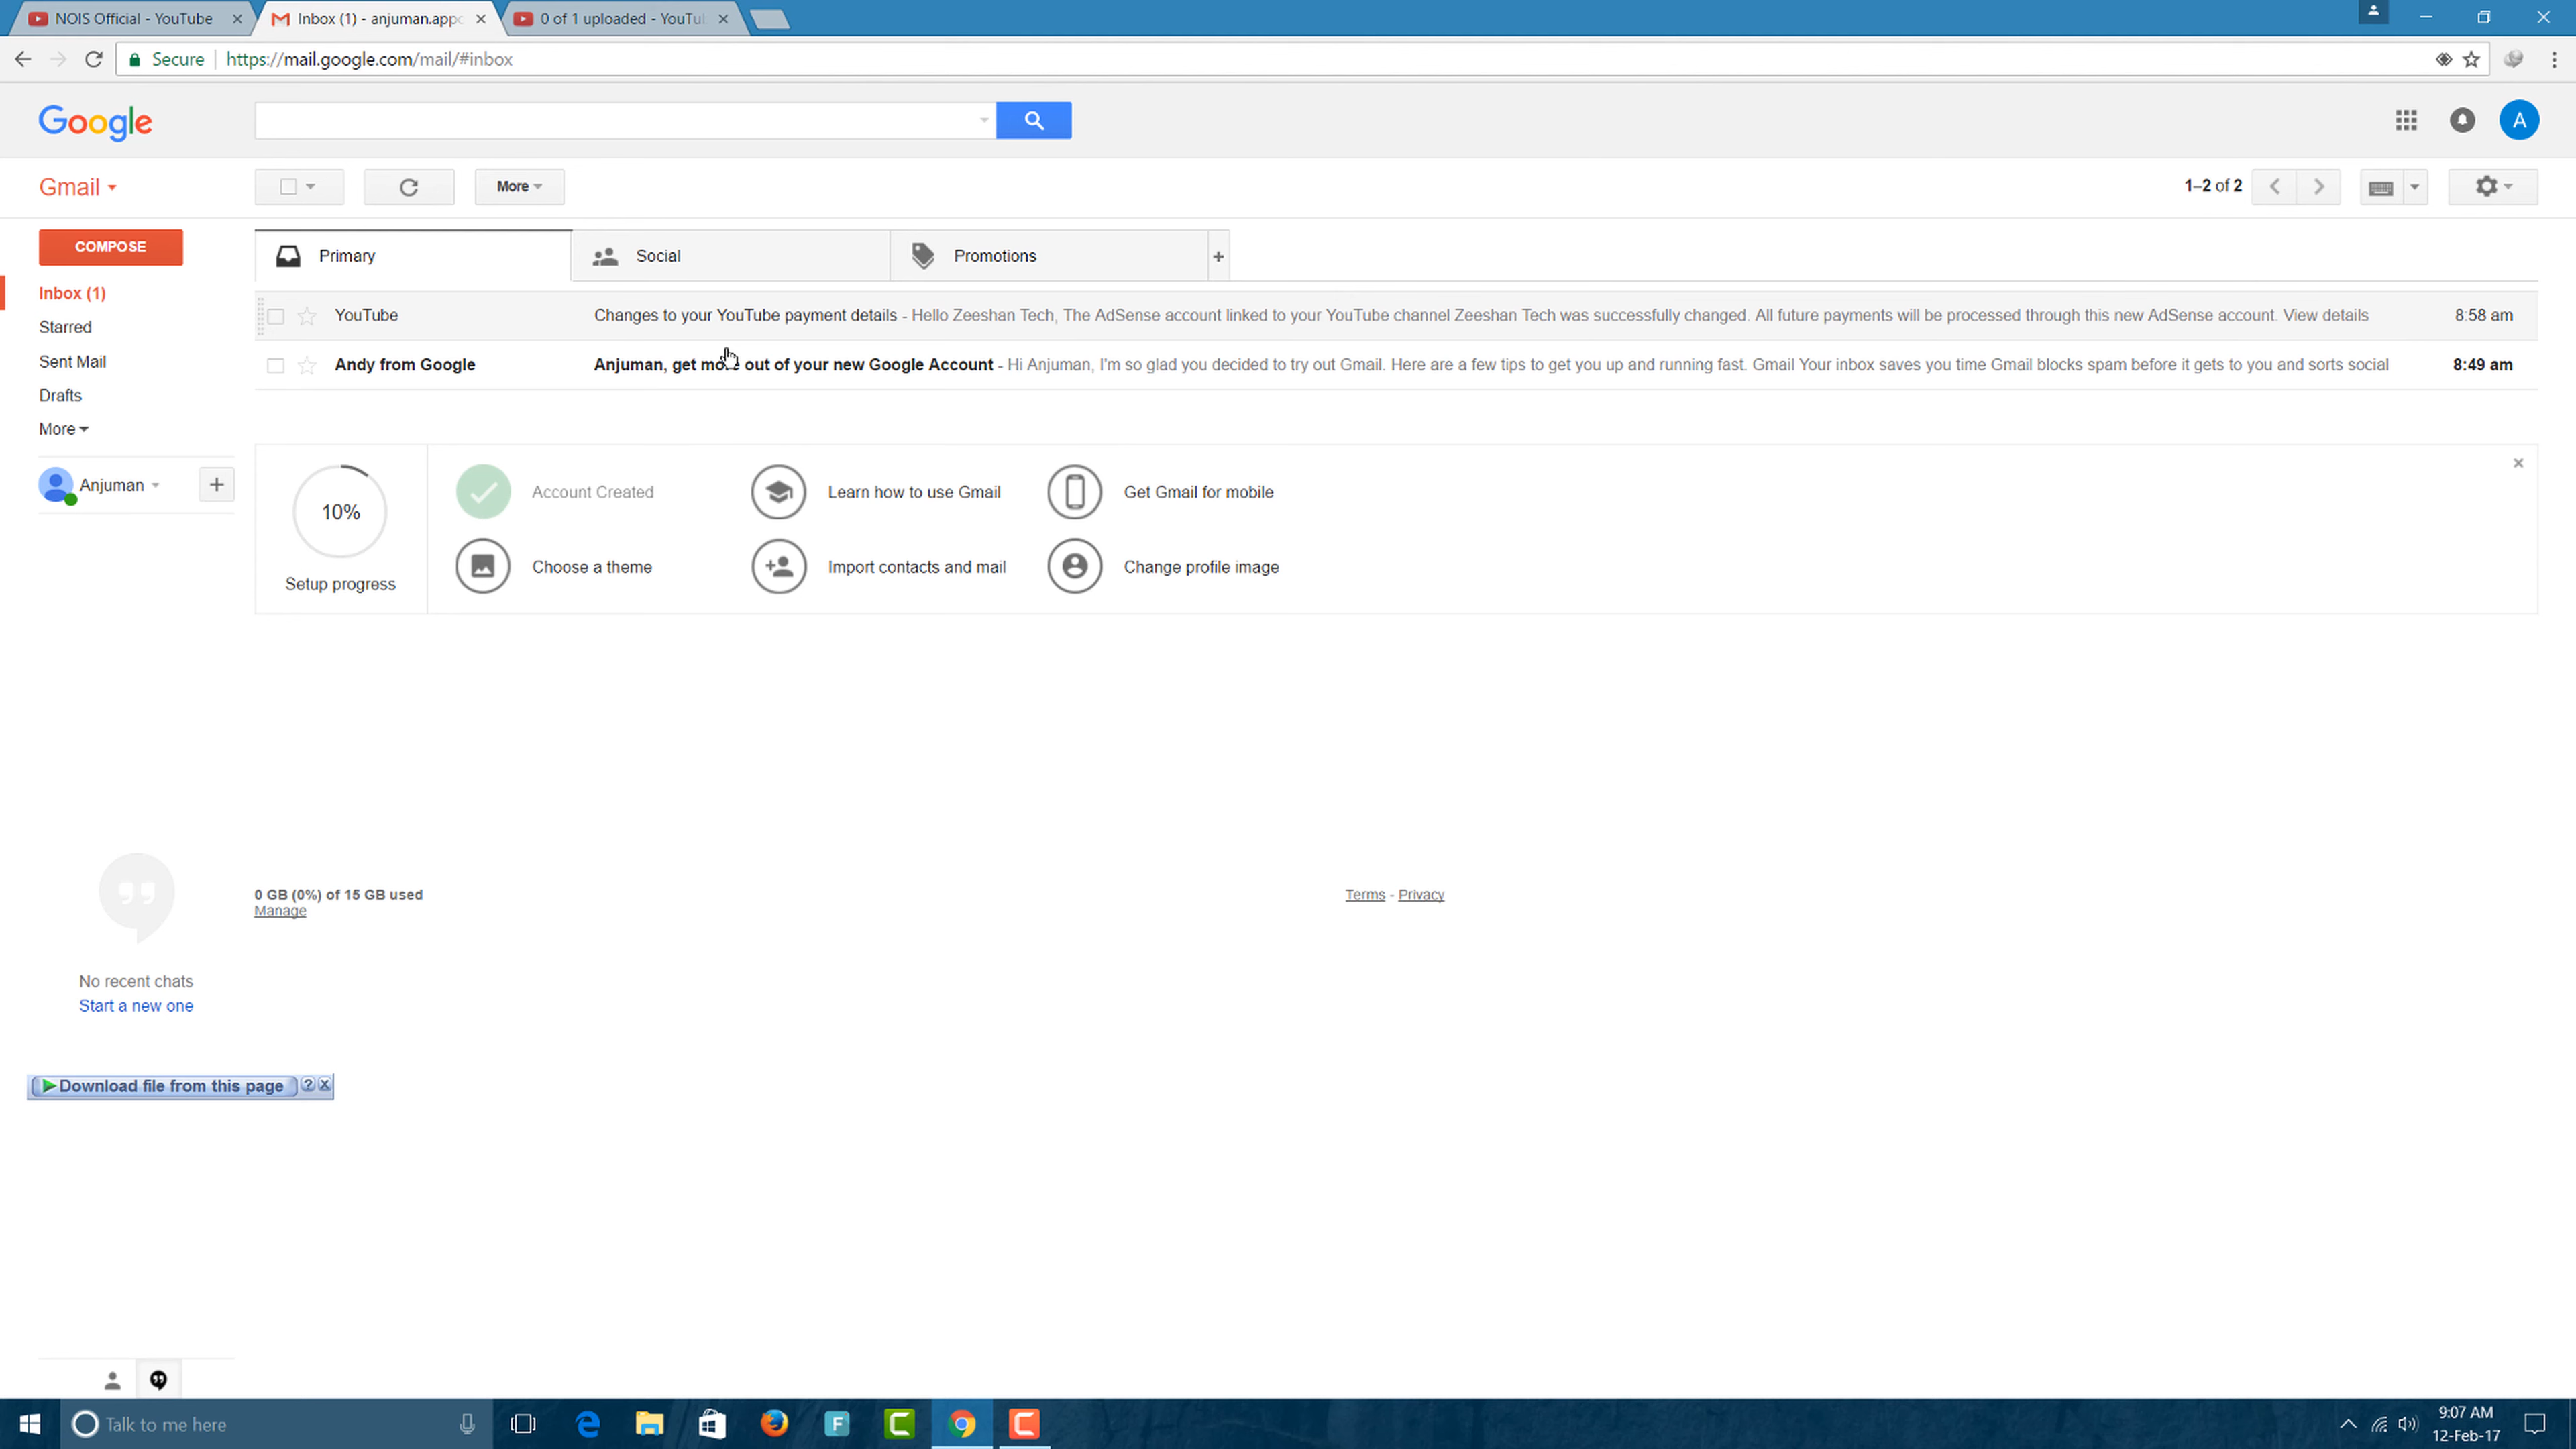 NOIS Official - YouTube
Inbox (1) - anjuman.appc
0 of 1 uploaded - YouTu
Secure
https://mail.google.com/mail/#inbox
Google
A
Gmail
More
1–2 of 2
COMPOSE
Primary
Social
Promotions
+
Inbox (1)
Starred
Sent Mail
Drafts
More
YouTube
Changes to your YouTube payment details - Hello Zeeshan Tech, The AdSense account linked to your YouTube channel Zeeshan Tech was successfully changed. All future payments will be processed through this new AdSense account. View details
8:58 am
Andy from Google
Anjuman, get more out of your new Google Account - Hi Anjuman, I'm so glad you decided to try out Gmail. Here are a few tips to get you up and running fast. Gmail Your inbox saves you time Gmail blocks spam before it gets to you and sorts social
8:49 am
Anjuman
+
10%
Setup progress
Account Created
Learn how to use Gmail
Get Gmail for mobile
Choose a theme
Import contacts and mail
Change profile image
0 GB (0%) of 15 GB used
Manage
Terms - Privacy
No recent chats
Start a new one
Download file from this page
?
Talk to me here
F
9:07 AM
12-Feb-17